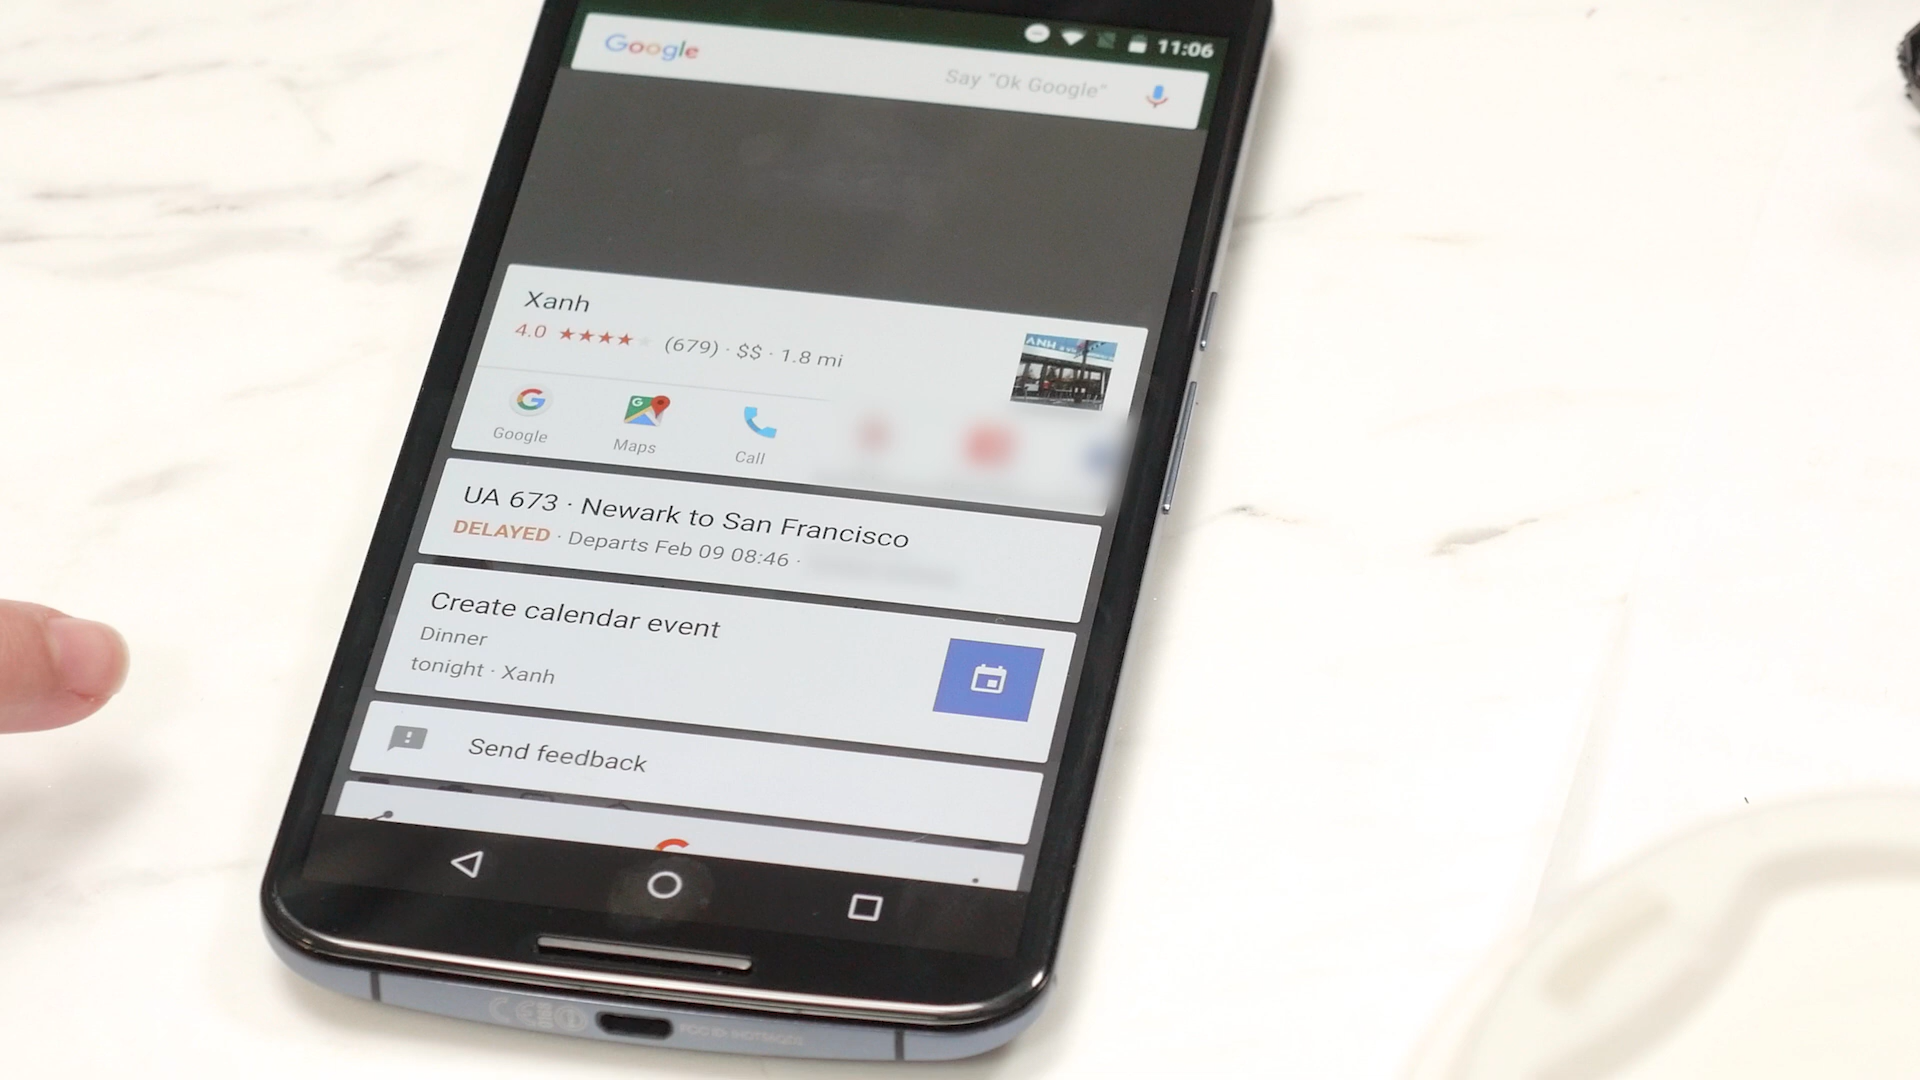 11:06
Google
Say "Ok Google"
Xanh
4.0 (679) · $$ · 1.8 mi
ANH
Google
Maps
Call
UA 673 · Newark to San Francisco
DELAYED · Departs Feb 09 08:46 ·
Create calendar event
Dinner
tonight · Xanh
Send feedback